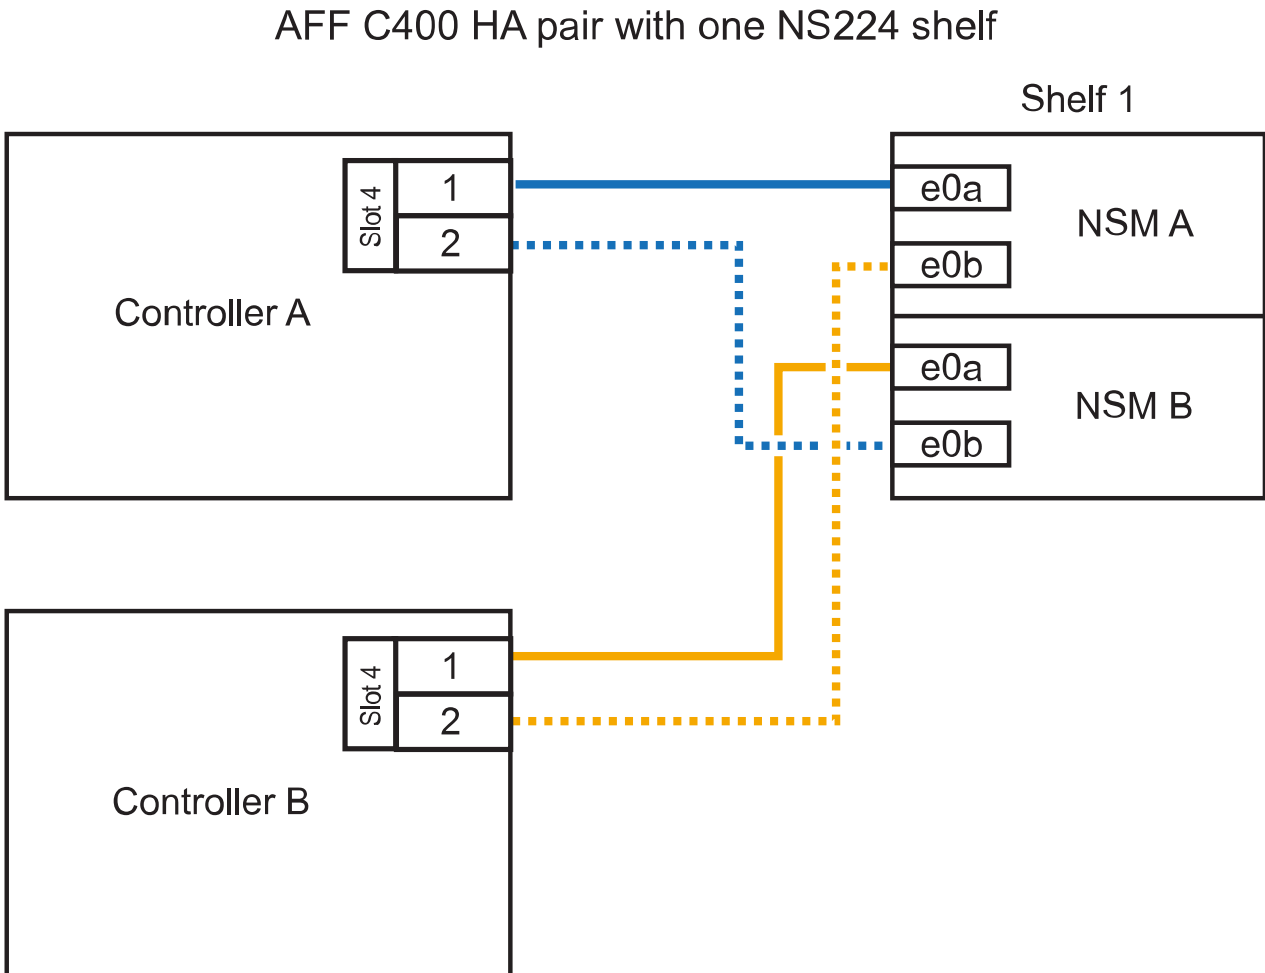 AFF C400 HA pair with one NS224 shelf
Shelf 1
Controller A
Slot 4
1
2
e0a
e0b
NSM A
e0a
e0b
NSM B
Controller B
Slot 4
1
2